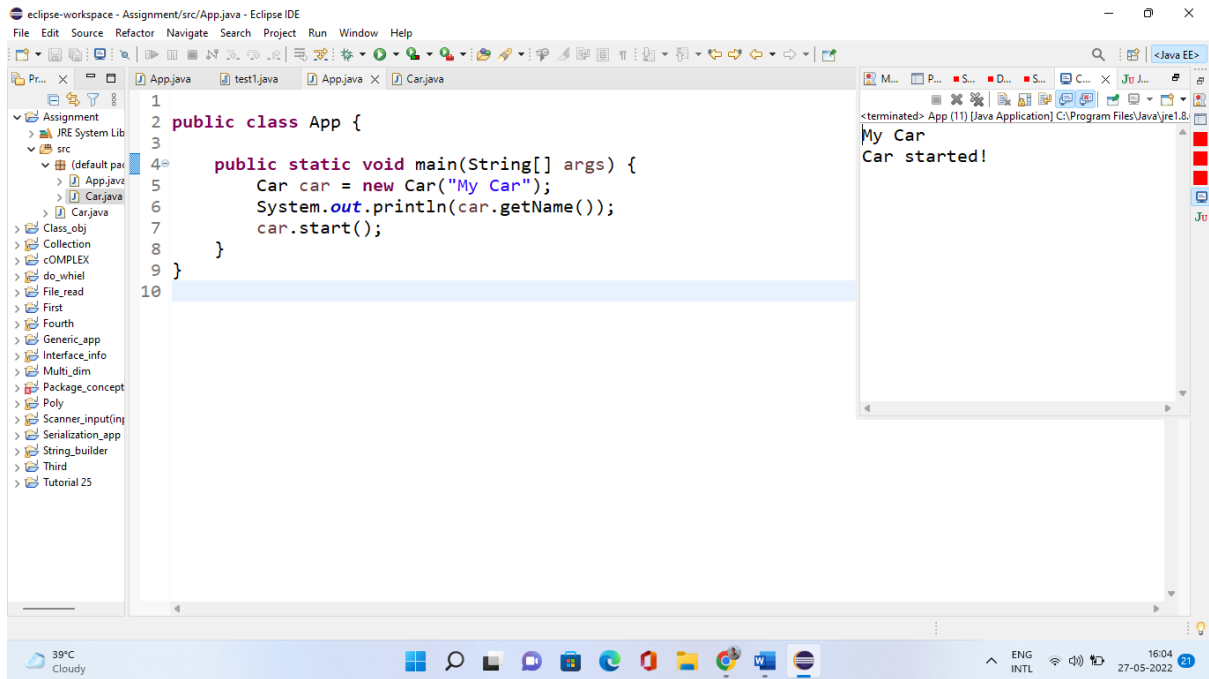 eclipse-workspace - Assignment/src/App.java - Eclipse IDE
File Edit Source Refactor Navigate Search Project Run Window Help
<Java EE>
Pr...
App.java test1.java App.java Car.java
M... P... S... D... S... C... Ju J...
Assignment
JRE System Lib
src
(default pac
App.java
Car.java
Car.java
Class_obj
Collection
cOMPLEX
do_whiel
File_read
First
Fourth
Generic_app
Interface_info
Multi_dim
Package_concept
Poly
Scanner_input(inp
Serialization_app
String_builder
Third
Tutorial 25
1
2 public class App {
3
4 public static void main(String[] args) {
5 Car car = new Car("My Car");
6 System.out.println(car.getName());
7 car.start();
8 }
9 }
10
<terminated> App (11) [Java Application] C:\Program Files\Java\jre1.8.
My Car
Car started!
Ju
39°C
Cloudy
3
ENG
INTL
16:04
27-05-2022
21